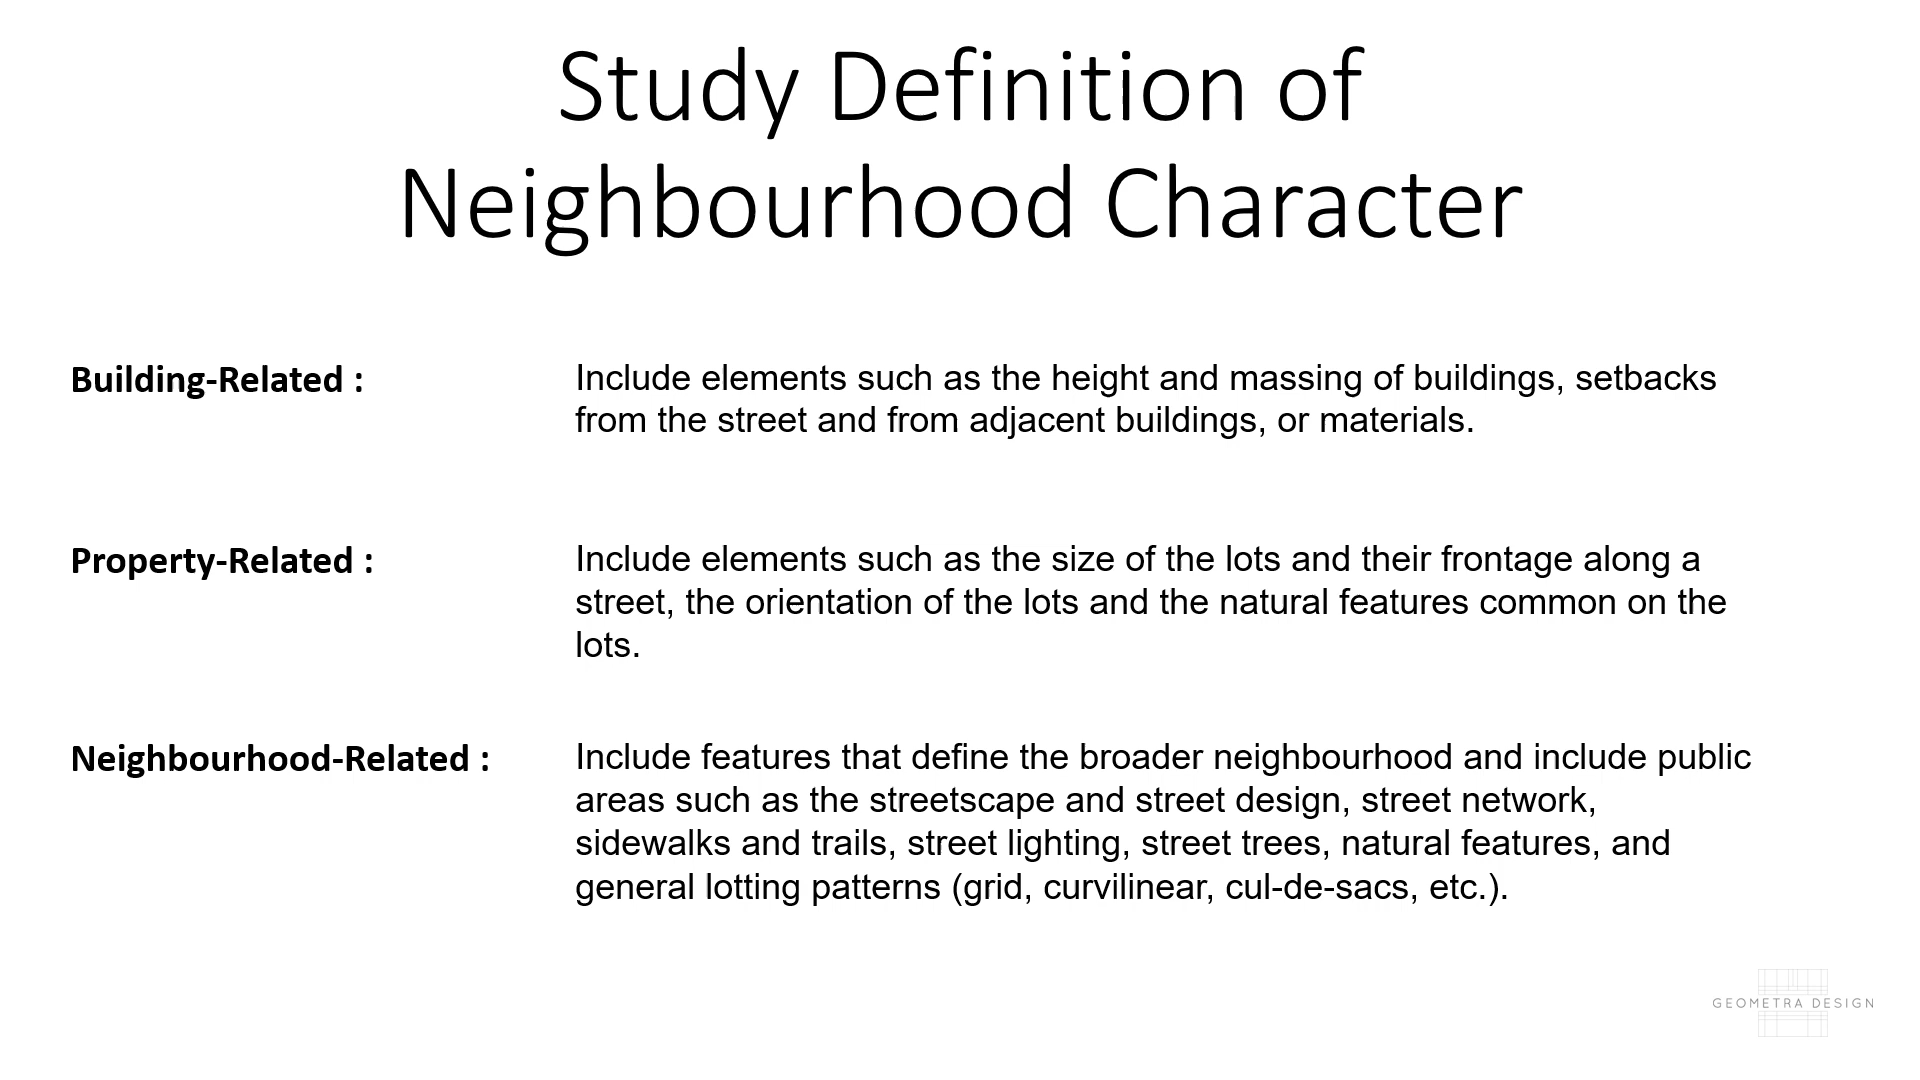 Study Definition of
Neighbourhood Character
Building-Related :
Include elements such as the height and massing of buildings, setbacks
from the street and from adjacent buildings, or materials.
Property-Related :
Include elements such as the size of the lots and their frontage along a
street, the orientation of the lots and the natural features common on the
lots.
Neighbourhood-Related :
Include features that define the broader neighbourhood and include public
areas such as the streetscape and street design, street network,
sidewalks and trails, street lighting, street trees, natural features, and
general lotting patterns (grid, curvilinear, cul-de-sacs, etc.).
GEOMETRA DESIGN